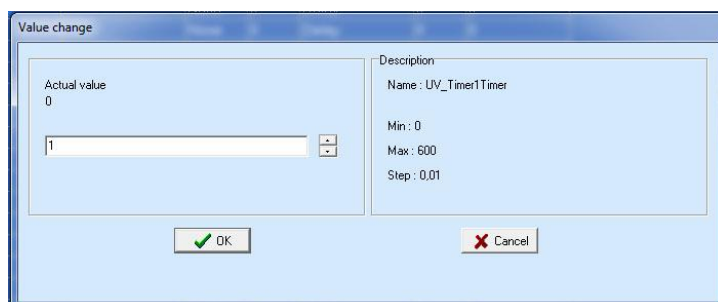 Value change
Actual value
0
1
OK
Description
Name : UV_Timer1Timer
Min : 0
Max : 600
Step : 0,01
Cancel